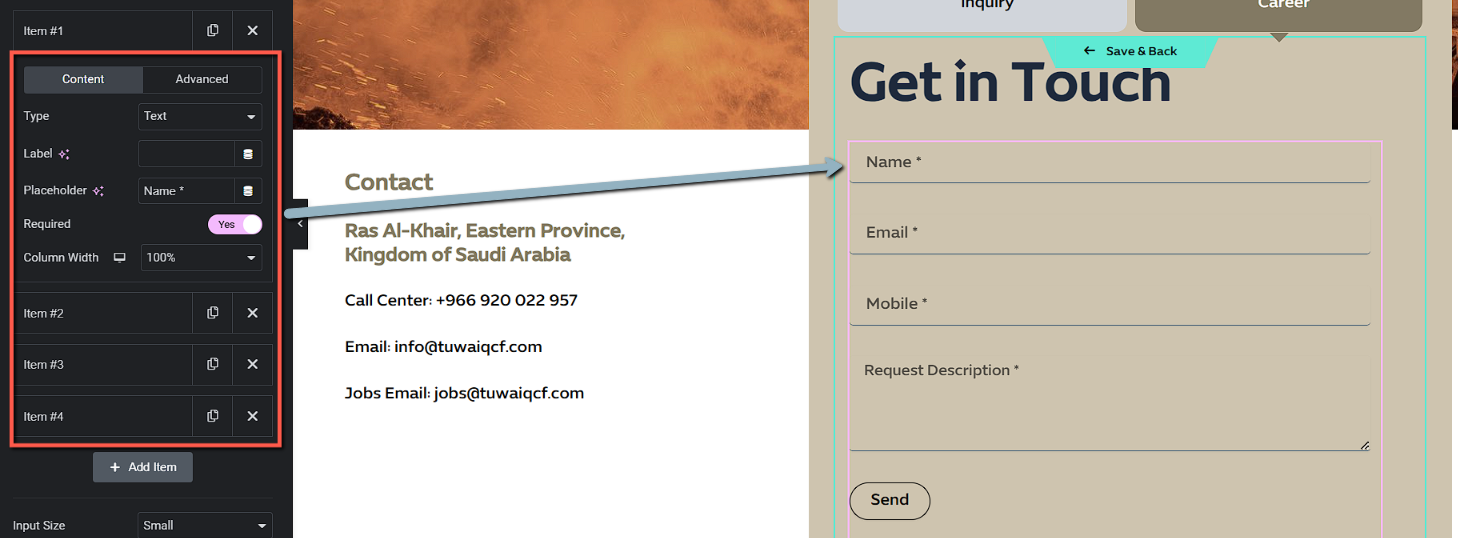 Item #1
Content Advanced
Type Text
Label
Placeholder Name *
Required Yes
Column Width 100%
Item #2
Item #3
Item #4
+ Add Item
Input Size Small
Contact
Ras Al-Khair, Eastern Province,
Kingdom of Saudi Arabia
Call Center: +966 920 022 957
Email: info@tuwaiqcf.com
Jobs Email: jobs@tuwaiqcf.com
Inquiry Career
← Save & Back
Get in Touch
Name *
Email *
Mobile *
Request Description *
Send